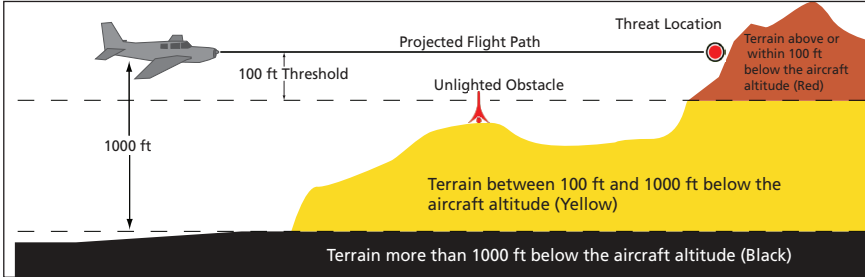 Threat Location
Projected Flight Path
Terrain above or
within 100 ft
below the aircraft
altitude (Red)
100 ft Threshold
Unlighted Obstacle
1000 ft
Terrain between 100 ft and 1000 ft below the
aircraft altitude (Yellow)
Terrain more than 1000 ft below the aircraft altitude (Black)